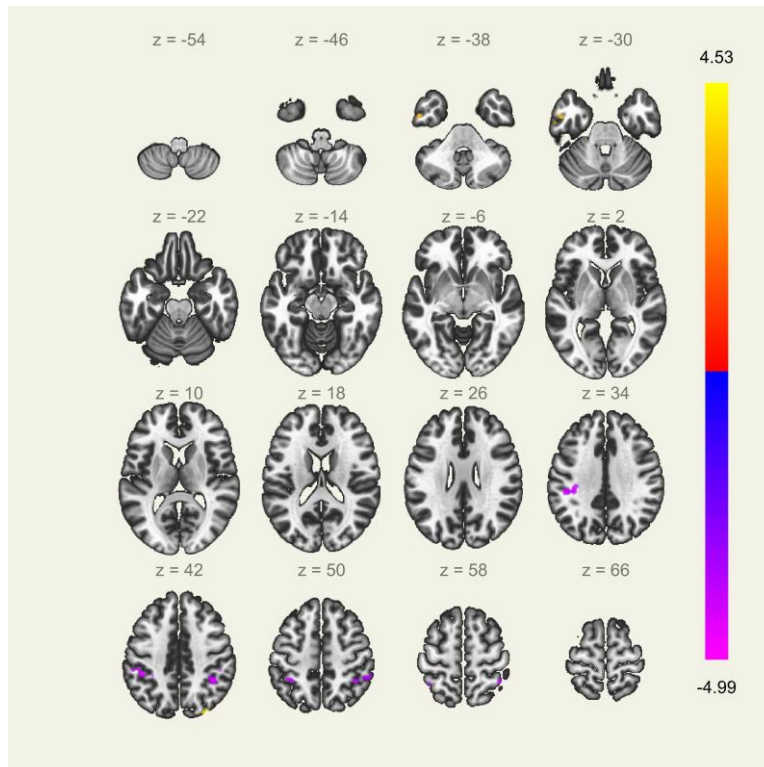 z = -54
z = -46
z = -38
z = -30
4.53
z = -22
z = -14
z = -6
z = 2
z = 10
z = 18
z = 26
z = 34
z = 42
z = 50
z = 58
z = 66
-4.99